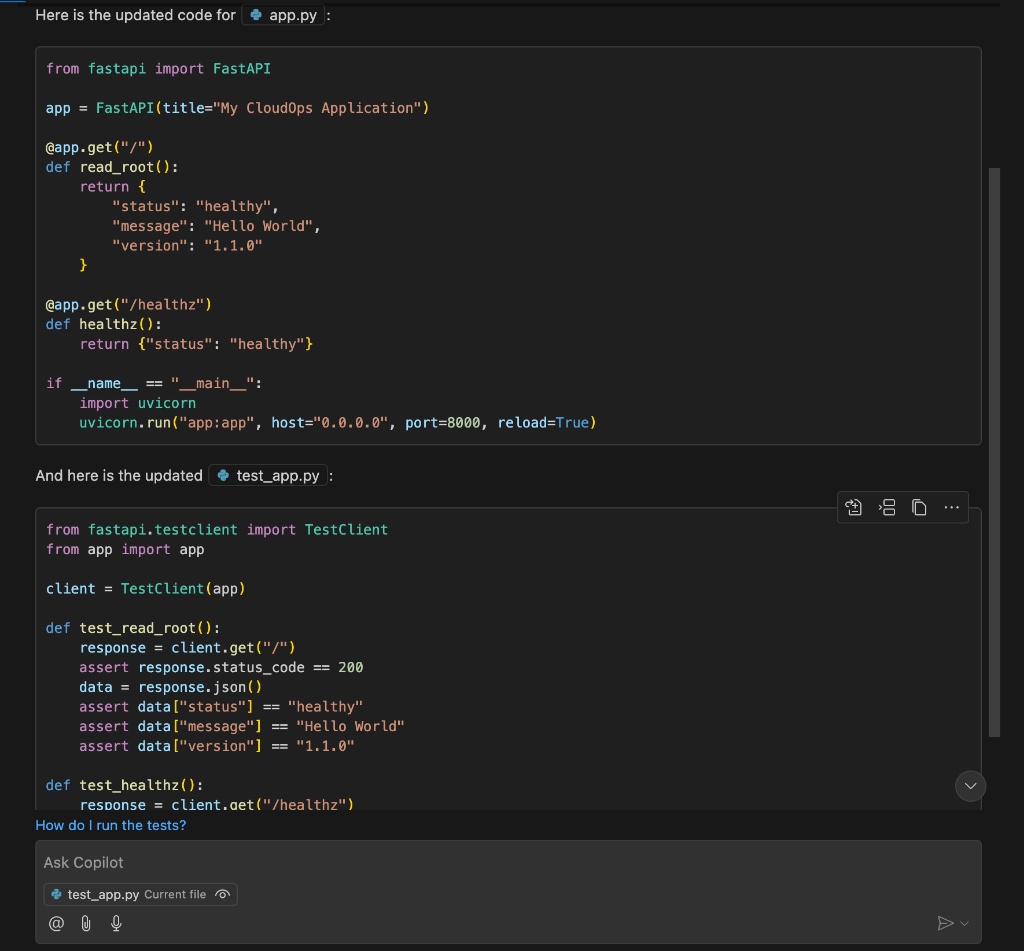 Here is the updated code for app.py :
from fastapi import FastAPI
app = FastAPI(title="My CloudOps Application")
@app.get("/")
def read_root():
    return {
        "status": "healthy",
        "message": "Hello World",
        "version": "1.1.0"
    }
@app.get("/healthz")
def healthz():
    return {"status": "healthy"}
if __name__ == "__main__":
    import uvicorn
    uvicorn.run("app:app", host="0.0.0.0", port=8000, reload=True)
And here is the updated test_app.py :
from fastapi.testclient import TestClient
from app import app
client = TestClient(app)
def test_read_root():
    response = client.get("/")
    assert response.status_code == 200
    data = response.json()
    assert data["status"] == "healthy"
    assert data["message"] == "Hello World"
    assert data["version"] == "1.1.0"
def test_healthz():
    response = client.get("/healthz")
How do I run the tests?
Ask Copilot
test_app.py Current file